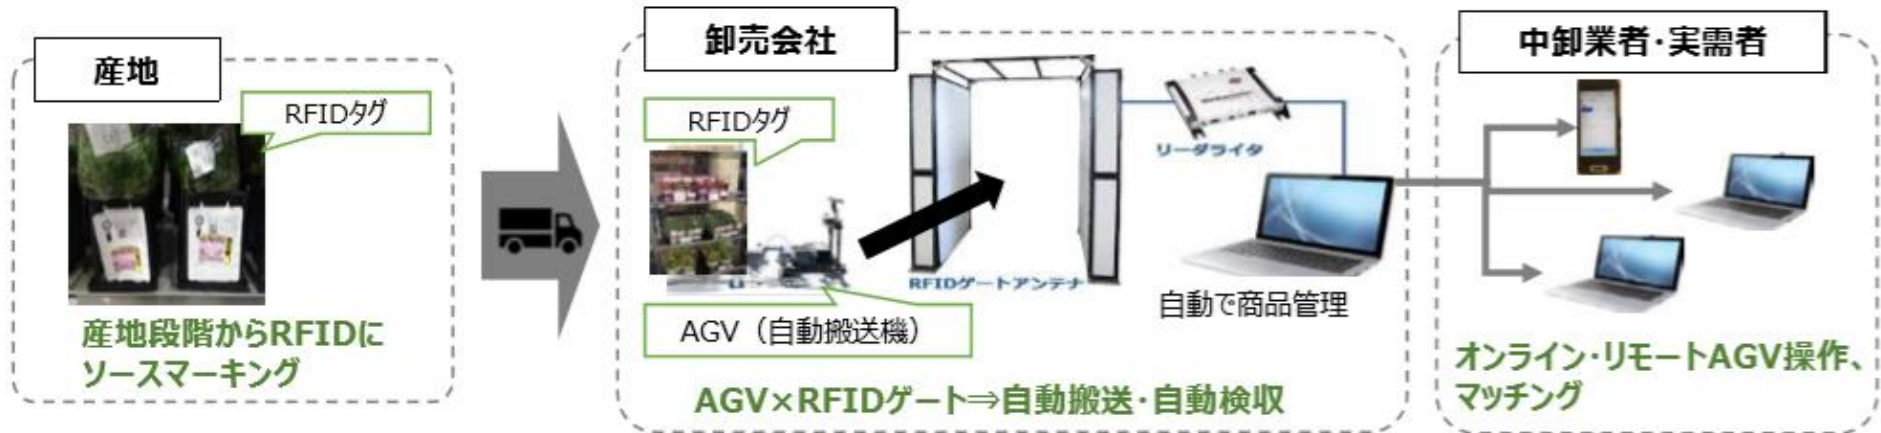 産地
RFIDタグ
産地段階からRFIDに
ソースマーキング
卸売会社
RFIDタグ
AGV（自動搬送機）
RFIDゲートアンテナ
リーダライタ
自動で商品管理
AGV×RFIDゲート⇒自動搬送・自動検収
中卸業者・実需者
オンライン・リモートAGV操作、
マッチング